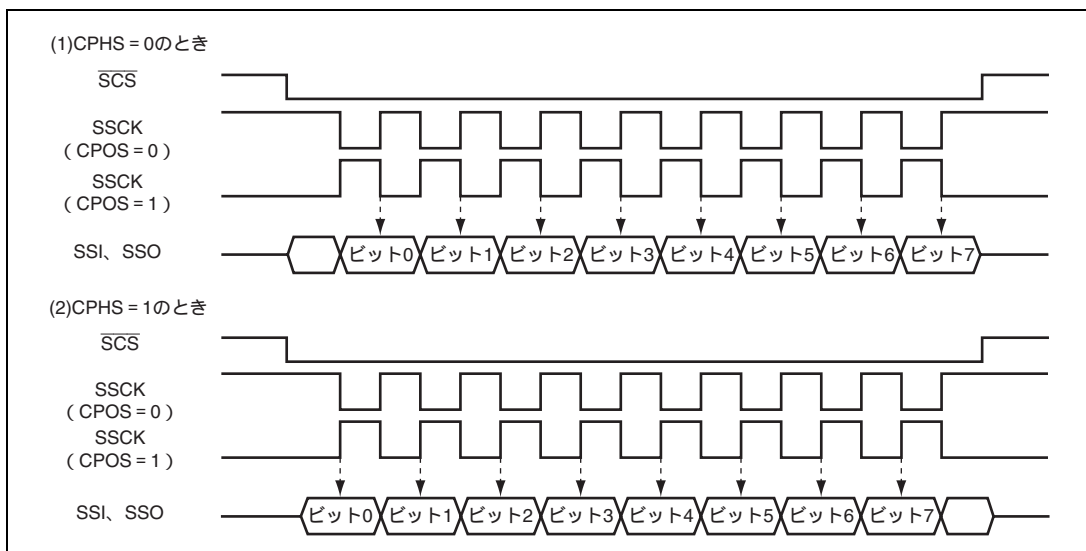 (1)CPHS = 0のとき
SCS
SSCK
( CPOS = 0 )
SSCK
( CPOS = 1 )
SSI、SSO
ビット0 ビット1 ビット2 ビット3 ビット4 ビット5 ビット6 ビット7
(2)CPHS = 1のとき
SCS
SSCK
( CPOS = 0 )
SSCK
( CPOS = 1 )
SSI、SSO
ビット0 ビット1 ビット2 ビット3 ビット4 ビット5 ビット6 ビット7